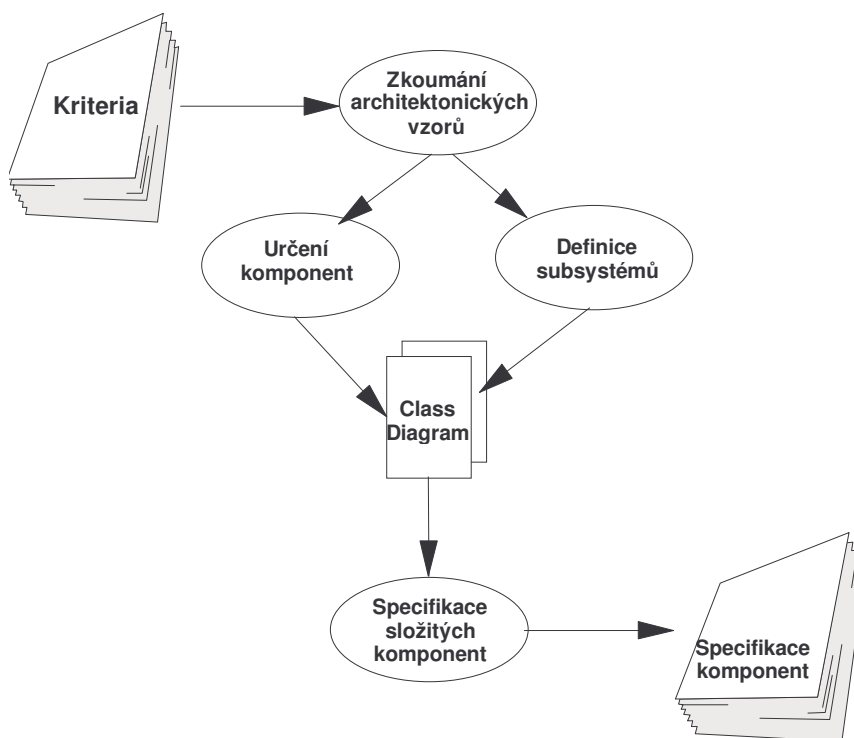 Kriteria
Zkoumání
architektonických
vzorů
Určení
komponent
Definice
subsystémů
Class
Diagram
Specifikace
složitých
komponent
Specifikace
komponent